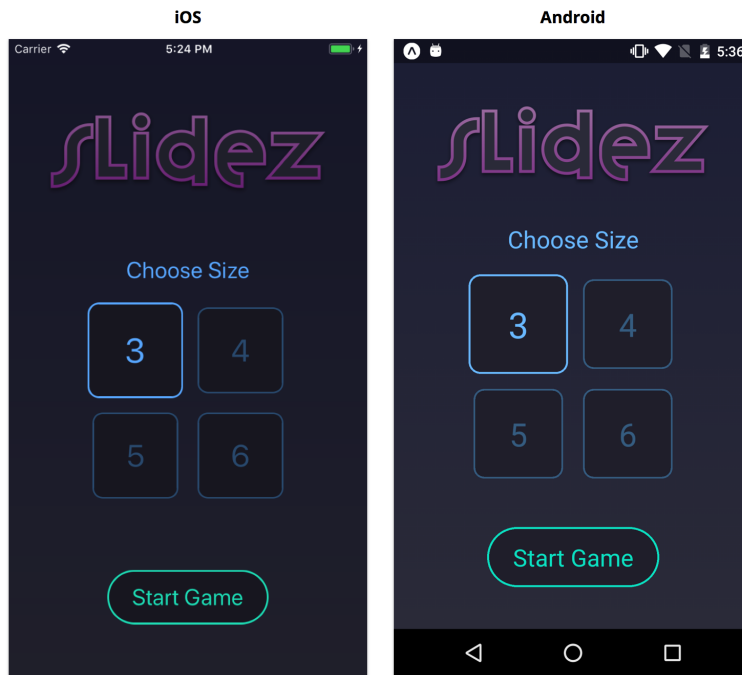 iOS
Android
Carrier 5:24 PM
5:36
SLidez
SLidez
Choose Size
Choose Size
3 4
3 4
5 6
5 6
Start Game
Start Game